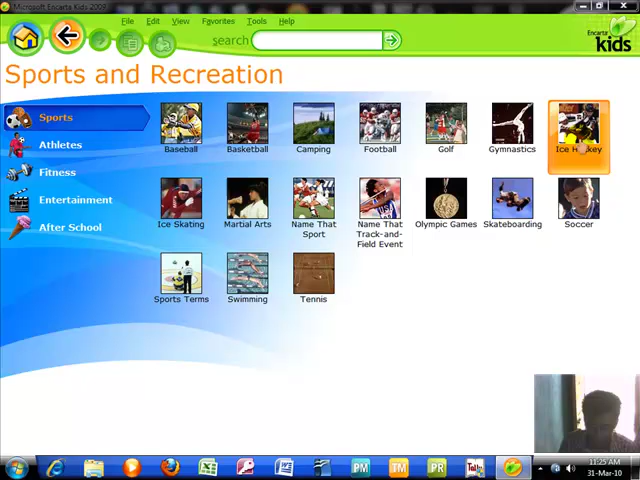 Microsoft Encarta Kids 2009
File Edit View Favorites Tools Help
search
Encarta
kids
Sports and Recreation
Sports
Athletes
Fitness
Entertainment
After School
Baseball Basketball Camping Football Golf Gymnastics Ice Hockey
Ice Skating Martial Arts Name That Sport Name That Track-and-Field Event Olympic Games Skateboarding Soccer
Sports Terms Swimming Tennis
PM TM PR
11:25 AM
31-Mar-10